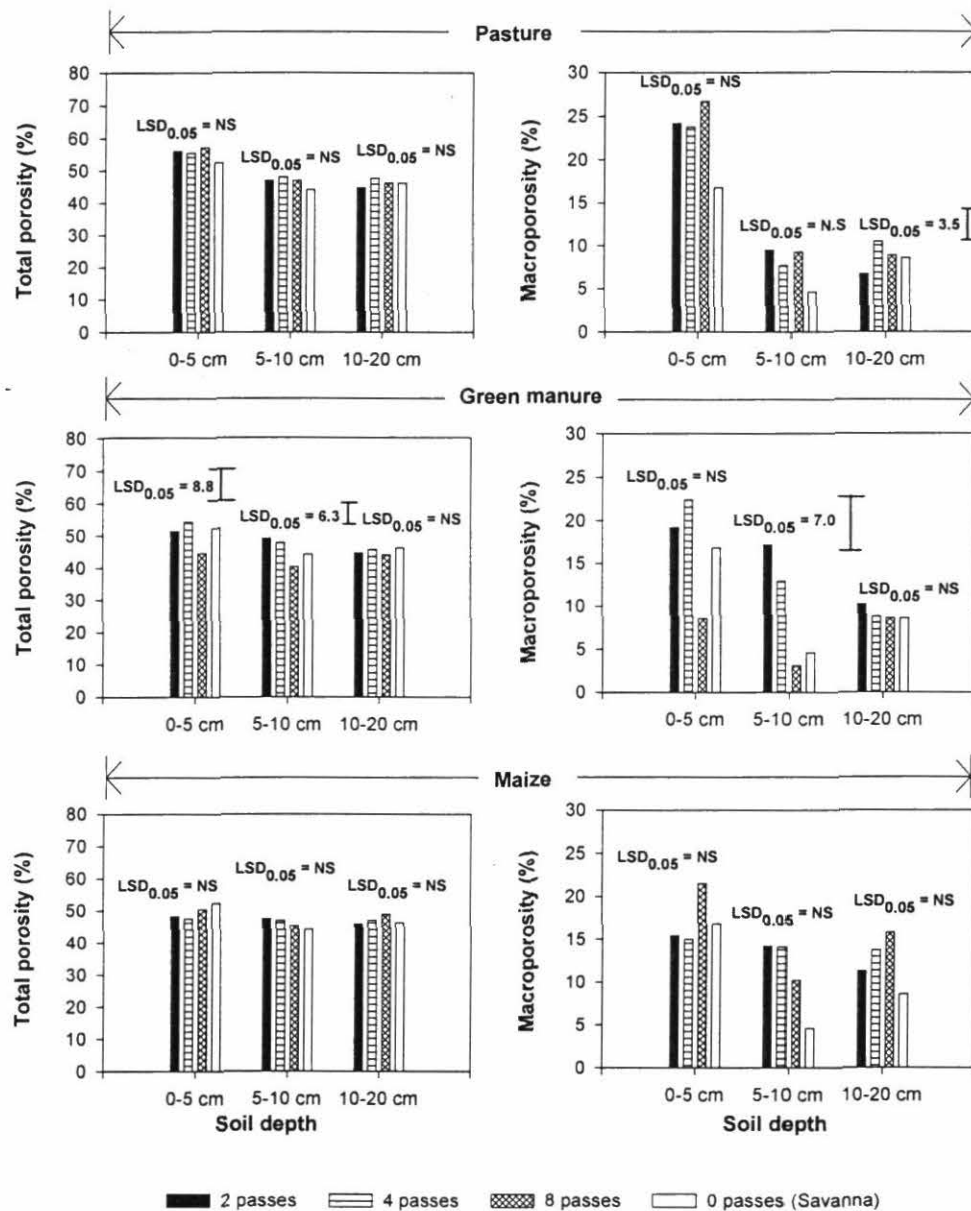 Pasture
Total porosity (%)
80
70
60
50
40
30
20
10
0
LSD0.05 = NS
LSD0.05 = NS
LSD0.05 = NS
0-5 cm 5-10 cm 10-20 cm
Macroporosity (%)
30
25
20
15
10
5
0
LSD0.05 = NS
LSD0.05 = N.S
LSD0.05 = 3.5
0-5 cm 5-10 cm 10-20 cm
Green manure
Total porosity (%)
80
70
60
50
40
30
20
10
0
LSD0.05 = 8.8
LSD0.05 = 6.3
LSD0.05 = NS
0-5 cm 5-10 cm 10-20 cm
Macroporosity (%)
30
25
20
15
10
5
0
LSD0.05 = NS
LSD0.05 = 7.0
LSD0.05 = NS
0-5 cm 5-10 cm 10-20 cm
Maize
Total porosity (%)
80
70
60
50
40
30
20
10
0
LSD0.05 = NS
LSD0.05 = NS
LSD0.05 = NS
0-5 cm 5-10 cm 10-20 cm
Soil depth
Macroporosity (%)
30
25
20
15
10
5
0
LSD0.05 = NS
LSD0.05 = NS
LSD0.05 = NS
0-5 cm 5-10 cm 10-20 cm
Soil depth
2 passes 4 passes 8 passes 0 passes (Savanna)